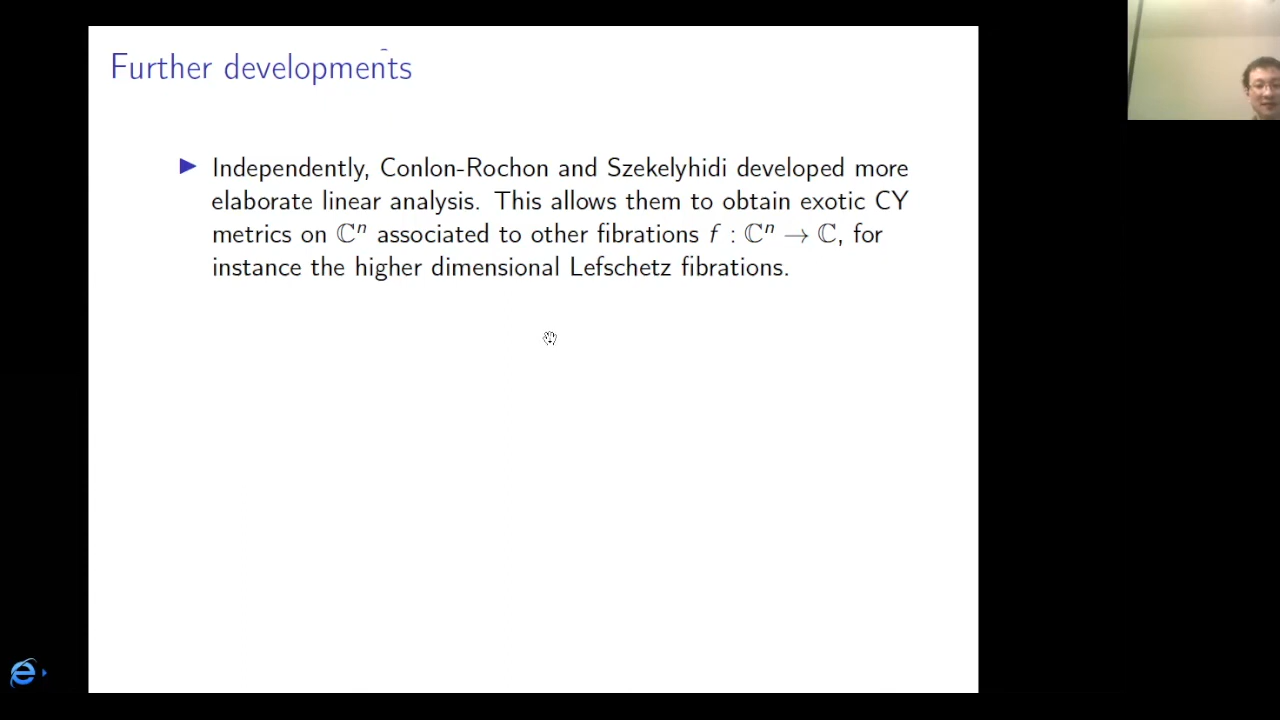 Further developments
▶ Independently, Conlon-Rochon and Szekelyhidi developed more
elaborate linear analysis. This allows them to obtain exotic CY
metrics on ℂⁿ associated to other fibrations f : ℂⁿ → ℂ, for
instance the higher dimensional Lefschetz fibrations.